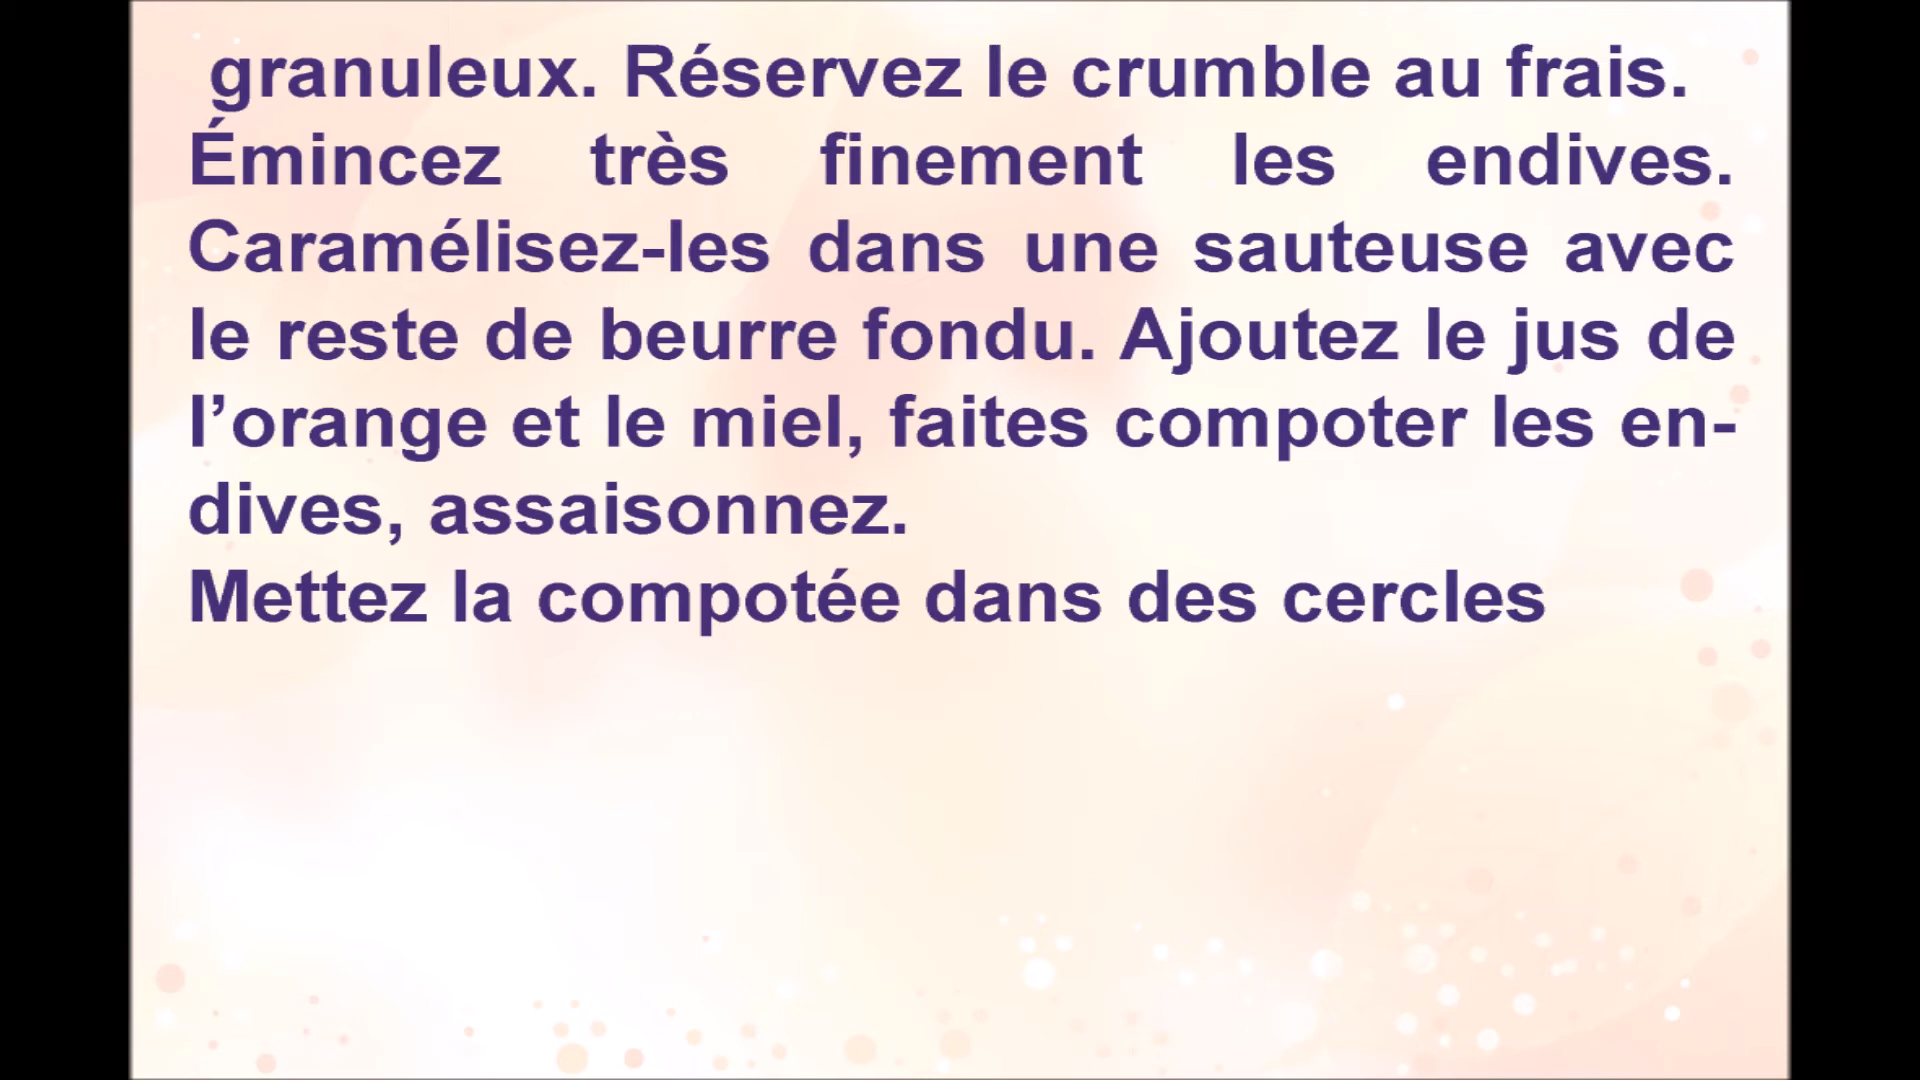 granuleux. Réservez le crumble au frais.
Émincez très finement les endives.
Caramélisez-les dans une sauteuse avec
le reste de beurre fondu. Ajoutez le jus de
l’orange et le miel, faites compoter les en-
dives, assaisonnez.
Mettez la compotée dans des cercles